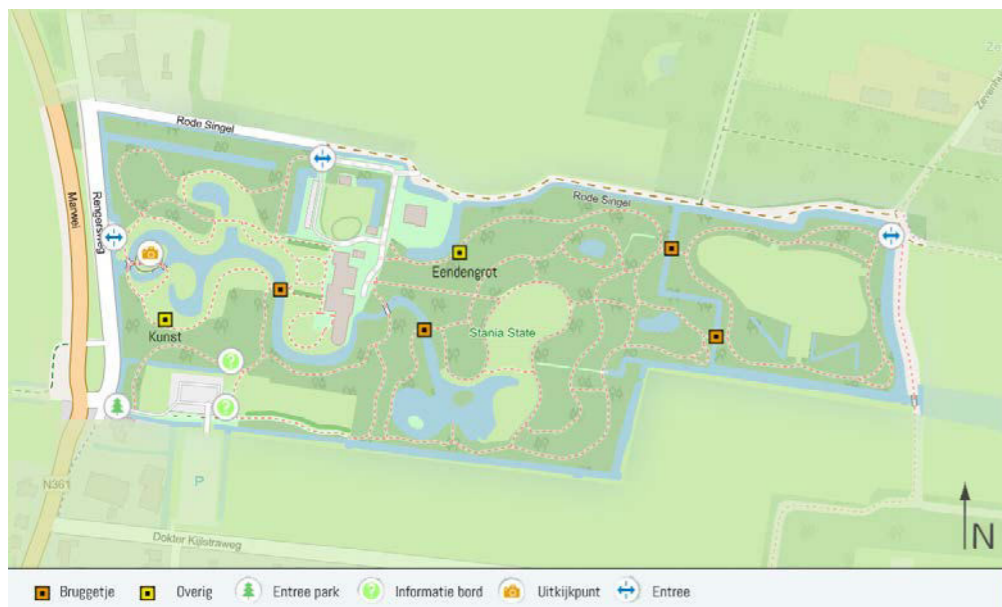 Rode Singel
Marwei
Rengersweg
Rode Singel
Eendengrot
Kunst
Stania State
P
N361
Dokter Kijlstraweg
N
Bruggetje
Overig
Entree park
? Informatie bord
Uitkijkpunt
Entree